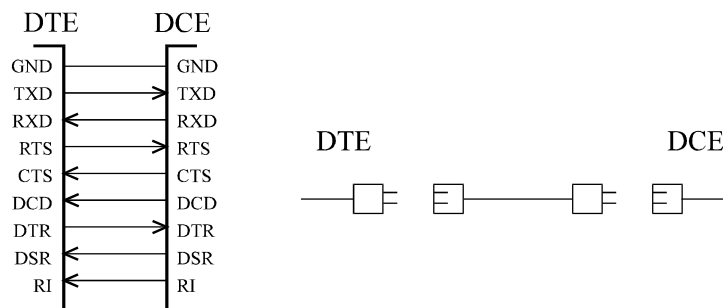 DTE DCE
GND GND
TXD TXD
RXD RXD
RTS RTS
CTS CTS
DCD DCD
DTR DTR
DSR DSR
RI RI
DTE DCE